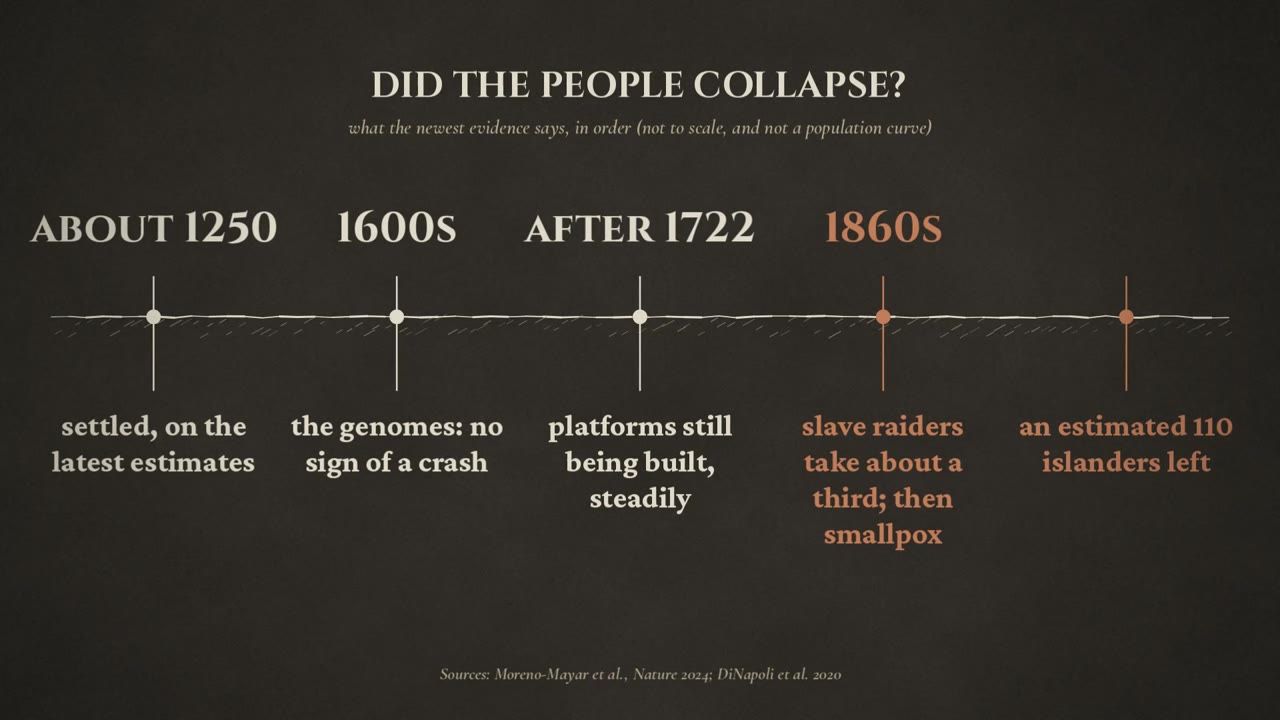 DID THE PEOPLE COLLAPSE?
what the newest evidence says, in order (not to scale, and not a population curve)
ABOUT 1250
1600S
AFTER 1722
1860S
settled, on the
latest estimates
the genomes: no
sign of a crash
platforms still
being built,
steadily
slave raiders
take about a
third; then
smallpox
an estimated 110
islanders left
Sources: Moreno-Mayar et al., Nature 2024; DiNapoli et al. 2020